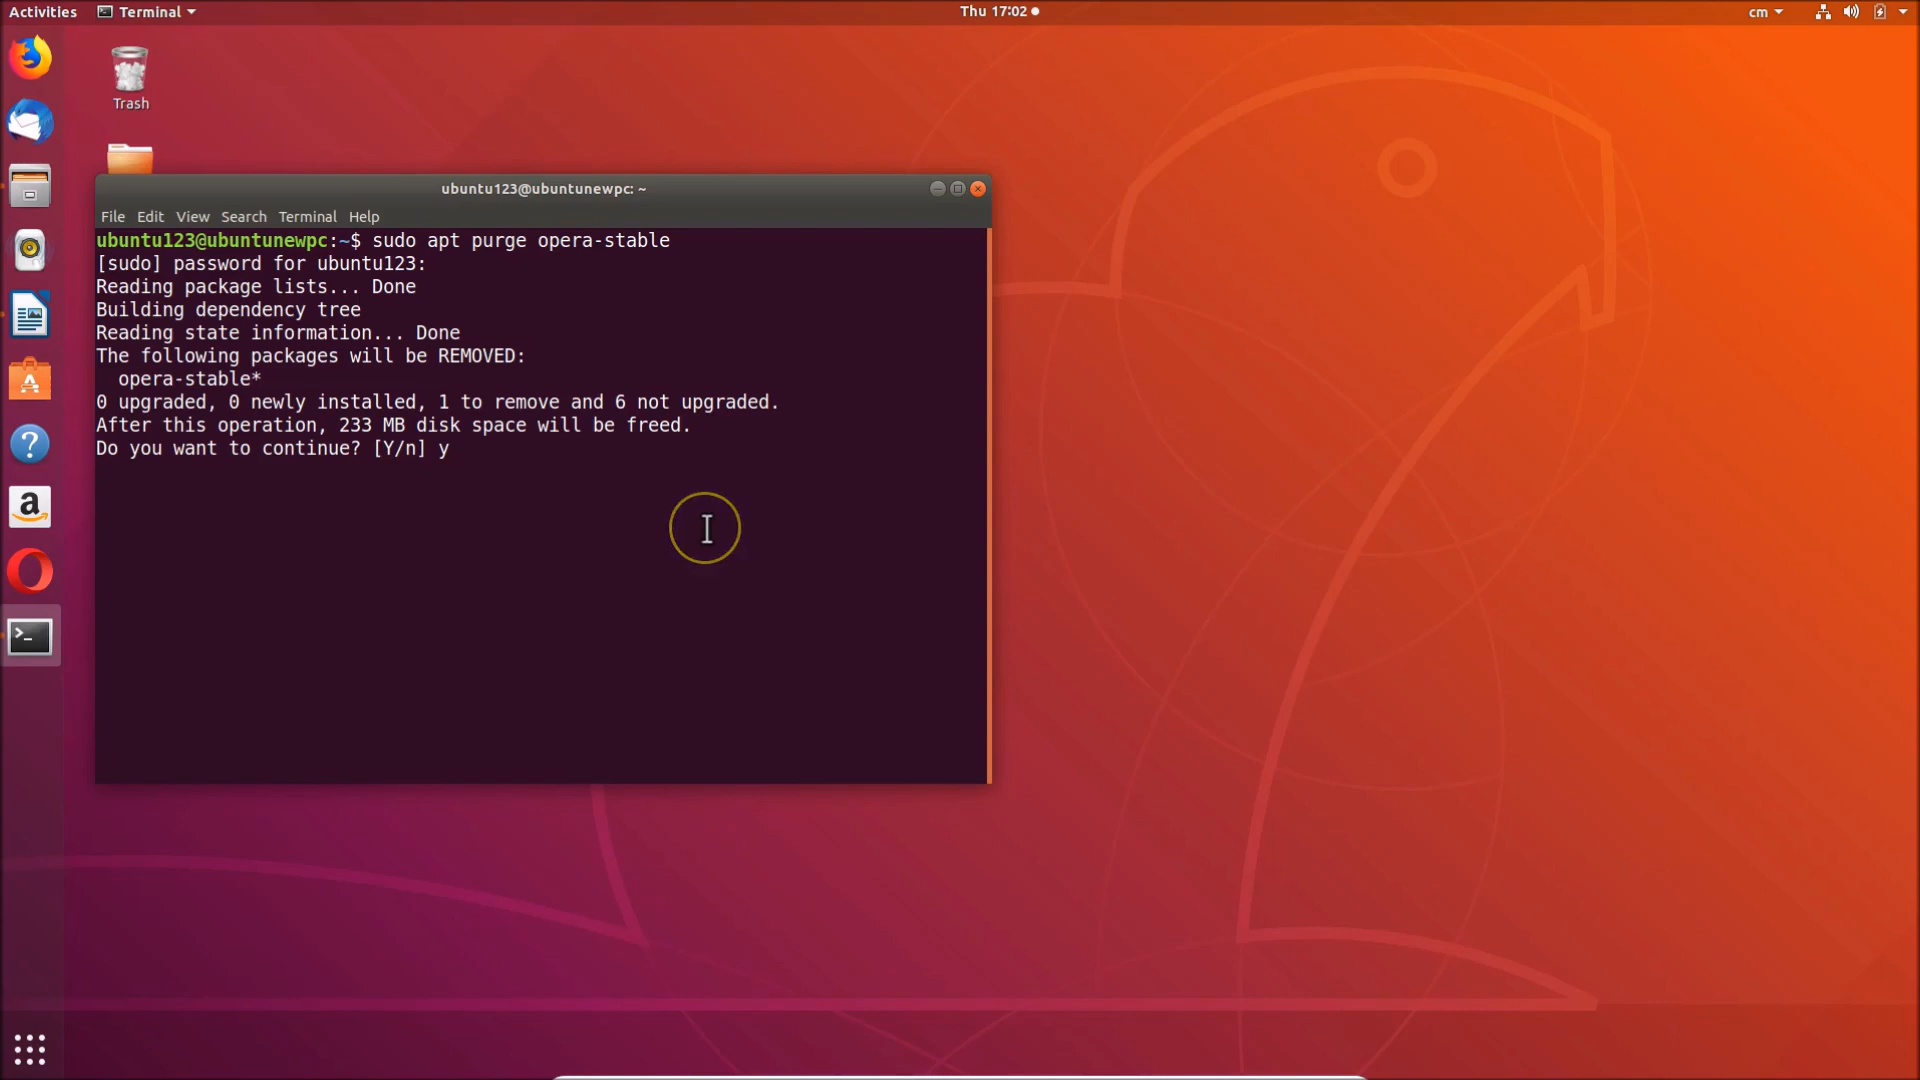 Activities
Terminal
Thu 17:02
cm
Trash
ubuntu123@ubuntunewpc: ~
File Edit View Search Terminal Help
ubuntu123@ubuntunewpc:~$ sudo apt purge opera-stable
[sudo] password for ubuntu123:
Reading package lists... Done
Building dependency tree
Reading state information... Done
The following packages will be REMOVED:
  opera-stable*
0 upgraded, 0 newly installed, 1 to remove and 6 not upgraded.
After this operation, 233 MB disk space will be freed.
Do you want to continue? [Y/n] y